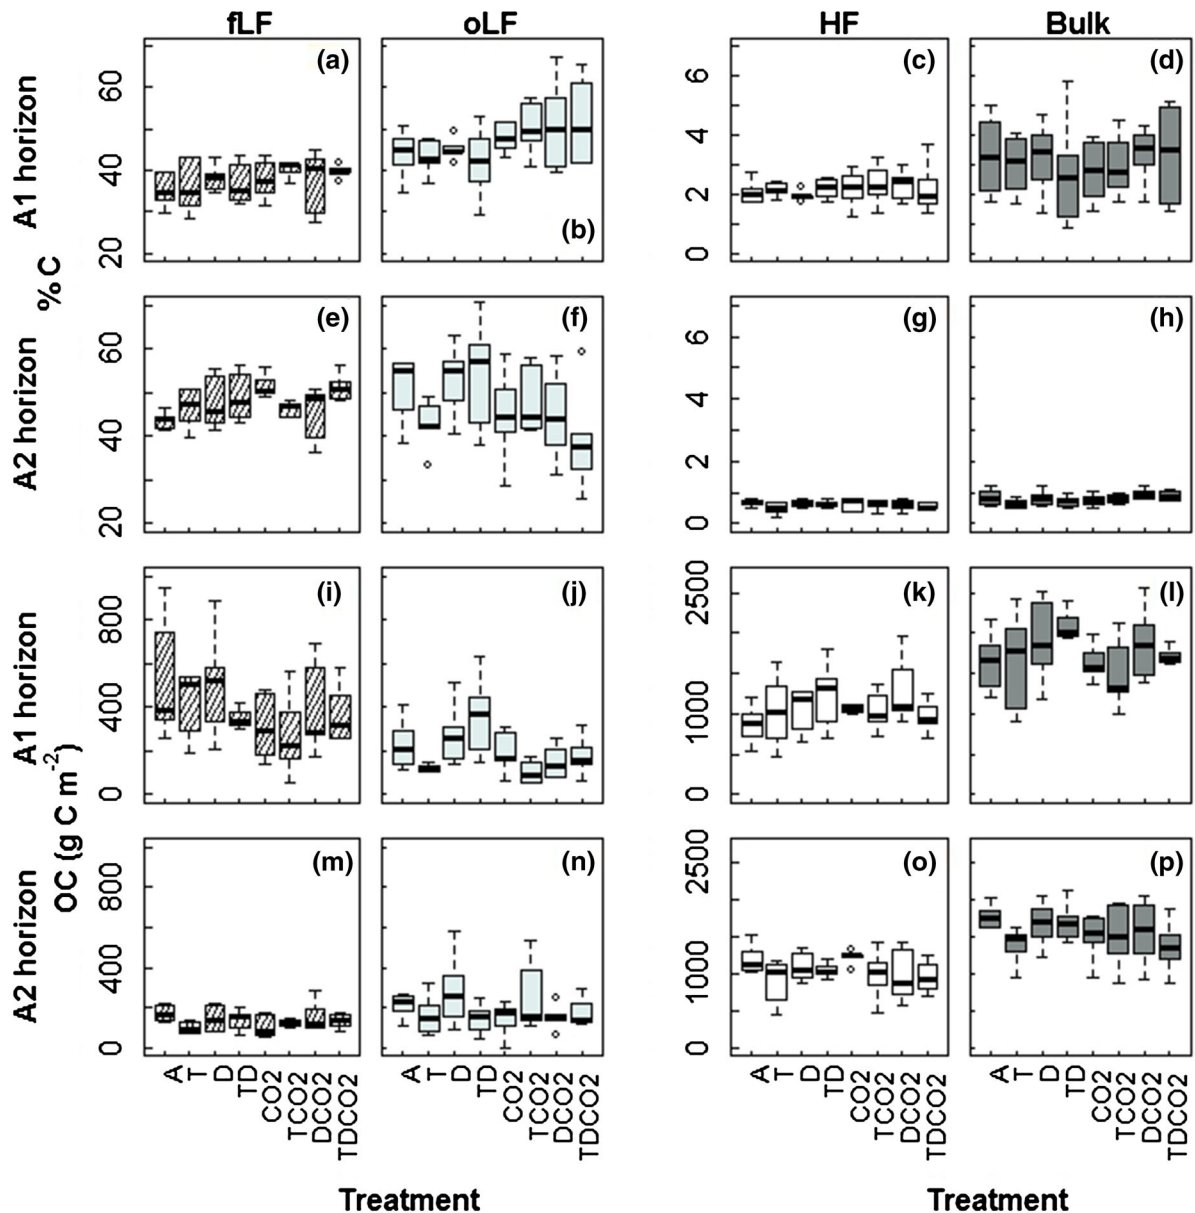 fLF oLF HF Bulk
A1 horizon
A2 horizon
A1 horizon
A2 horizon
% C
OC (g C m-2)
(a) (b) (c) (d)
60
40
20
6
4
2
0
(e) (f) (g) (h)
60
40
20
6
4
2
0
(i) (j) (k) (l)
800
400
0
2500
1000
0
(m) (n) (o) (p)
800
400
0
2500
1000
0
A T D TD CO2 TCO2 DCO2 TDCO2
A T D TD CO2 TCO2 DCO2 TDCO2
A T D TD CO2 TCO2 DCO2 TDCO2
A T D TD CO2 TCO2 DCO2 TDCO2
Treatment Treatment